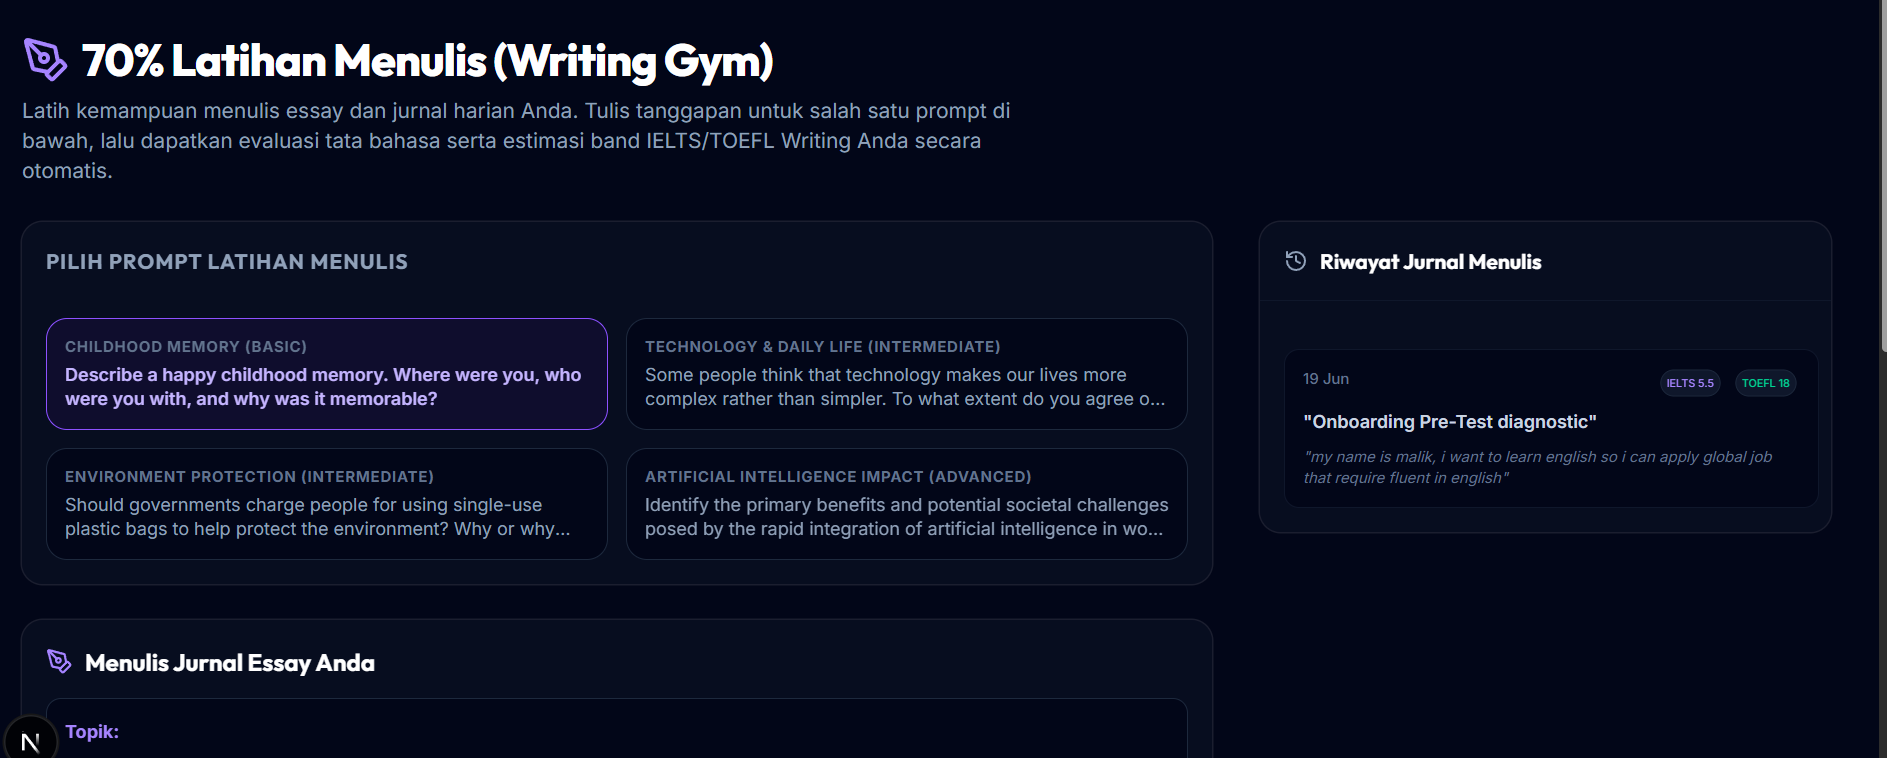 70% Latihan Menulis (Writing Gym)
Latih kemampuan menulis essay dan jurnal harian Anda. Tulis tanggapan untuk salah satu prompt di
bawah, lalu dapatkan evaluasi tata bahasa serta estimasi band IELTS/TOEFL Writing Anda secara
otomatis.
PILIH PROMPT LATIHAN MENULIS
CHILDHOOD MEMORY (BASIC)
Describe a happy childhood memory. Where were you, who
were you with, and why was it memorable?
TECHNOLOGY & DAILY LIFE (INTERMEDIATE)
Some people think that technology makes our lives more
complex rather than simpler. To what extent do you agree o...
ENVIRONMENT PROTECTION (INTERMEDIATE)
Should governments charge people for using single-use
plastic bags to help protect the environment? Why or why...
ARTIFICIAL INTELLIGENCE IMPACT (ADVANCED)
Identify the primary benefits and potential societal challenges
posed by the rapid integration of artificial intelligence in wo...
Menulis Jurnal Essay Anda
Topik:
N
Riwayat Jurnal Menulis
19 Jun
IELTS 5.5
TOEFL 18
"Onboarding Pre-Test diagnostic"
"my name is malik, i want to learn english so i can apply global job
that require fluent in english"